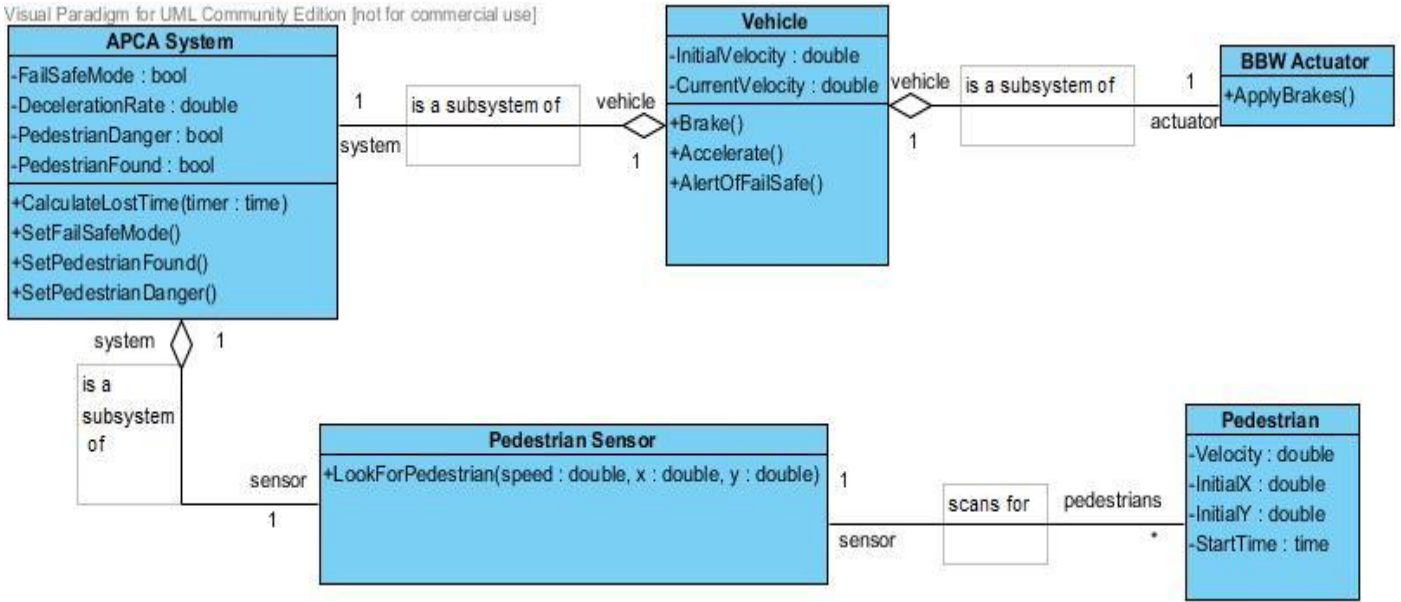 Visual Paradigm for UML Community Edition [not for commercial use]
APCA System
-FailSafeMode : bool
-DecelerationRate : double
-PedestrianDanger : bool
-PedestrianFound : bool
+CalculateLostTime(timer : time)
+SetFailSafeMode()
+SetPedestrianFound()
+SetPedestrianDanger()
1
system
is a subsystem of
vehicle
1
Vehicle
-InitialVelocity : double
-CurrentVelocity : double
+Brake()
+Accelerate()
+AlertOfFailSafe()
vehicle
1
is a subsystem of
1
actuator
BBW Actuator
+ApplyBrakes()
system
1
is a
subsystem
of
sensor
1
Pedestrian Sensor
+LookForPedestrian(speed : double, x : double, y : double)
1
sensor
scans for
pedestrians
*
Pedestrian
-Velocity : double
-InitialX : double
-InitialY : double
-StartTime : time